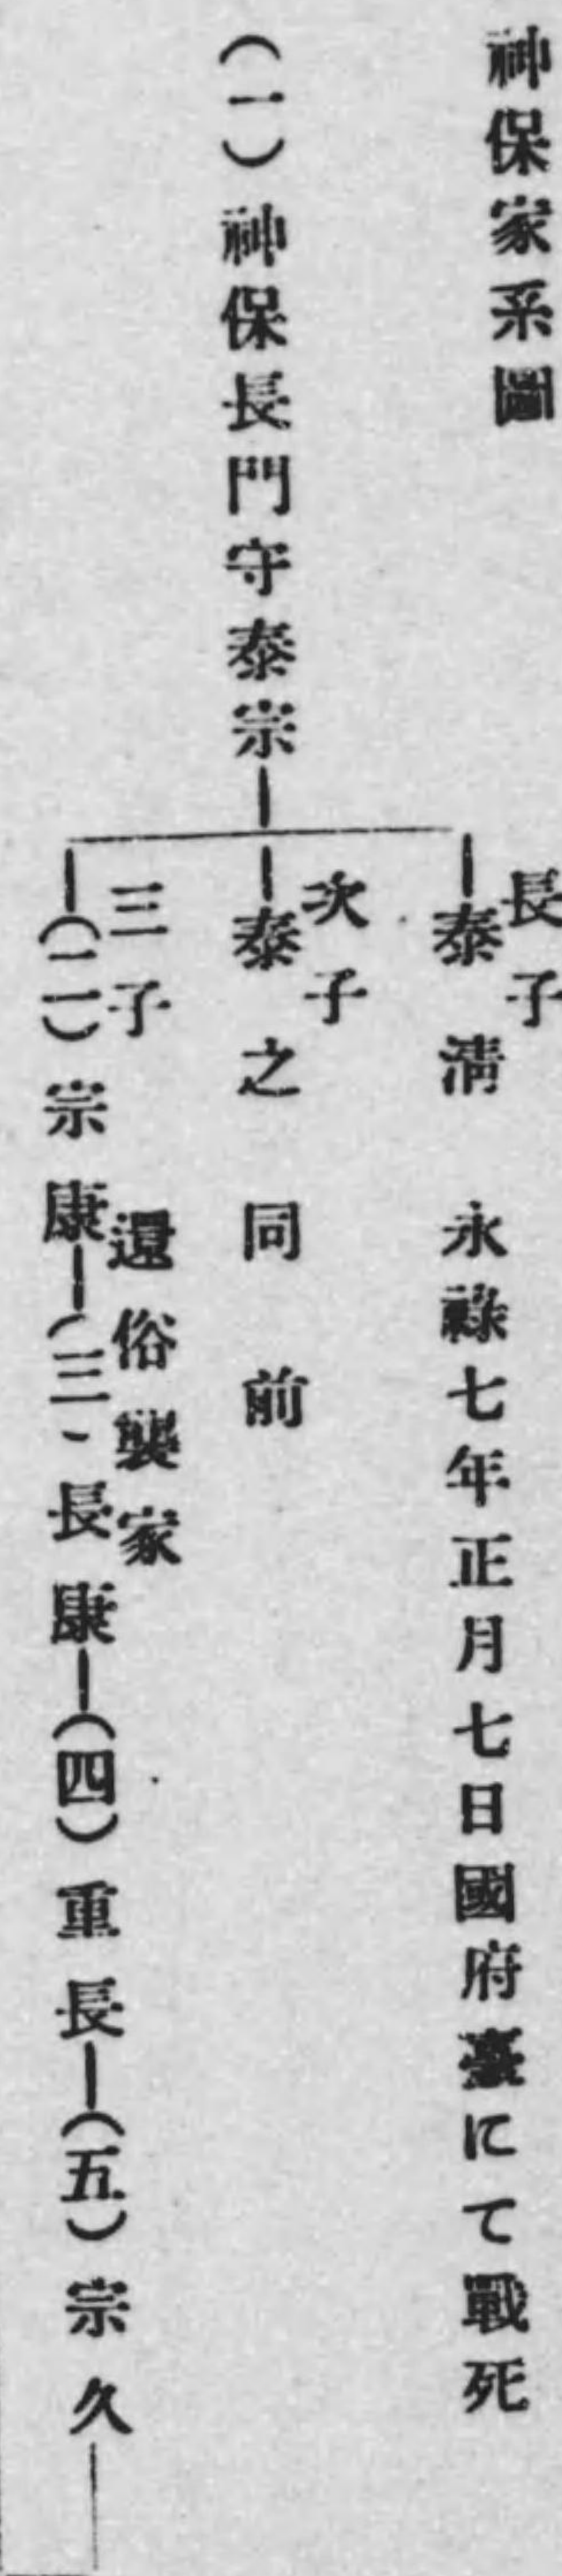 神保家系圖
(一)神保長門守泰宗
長子
泰淸 永祿七年正月七日國府臺にて戰死
次子
泰之 同前
三子 還俗襲家
(二)宗康―(三、長康―(四)重長―(五)宗久